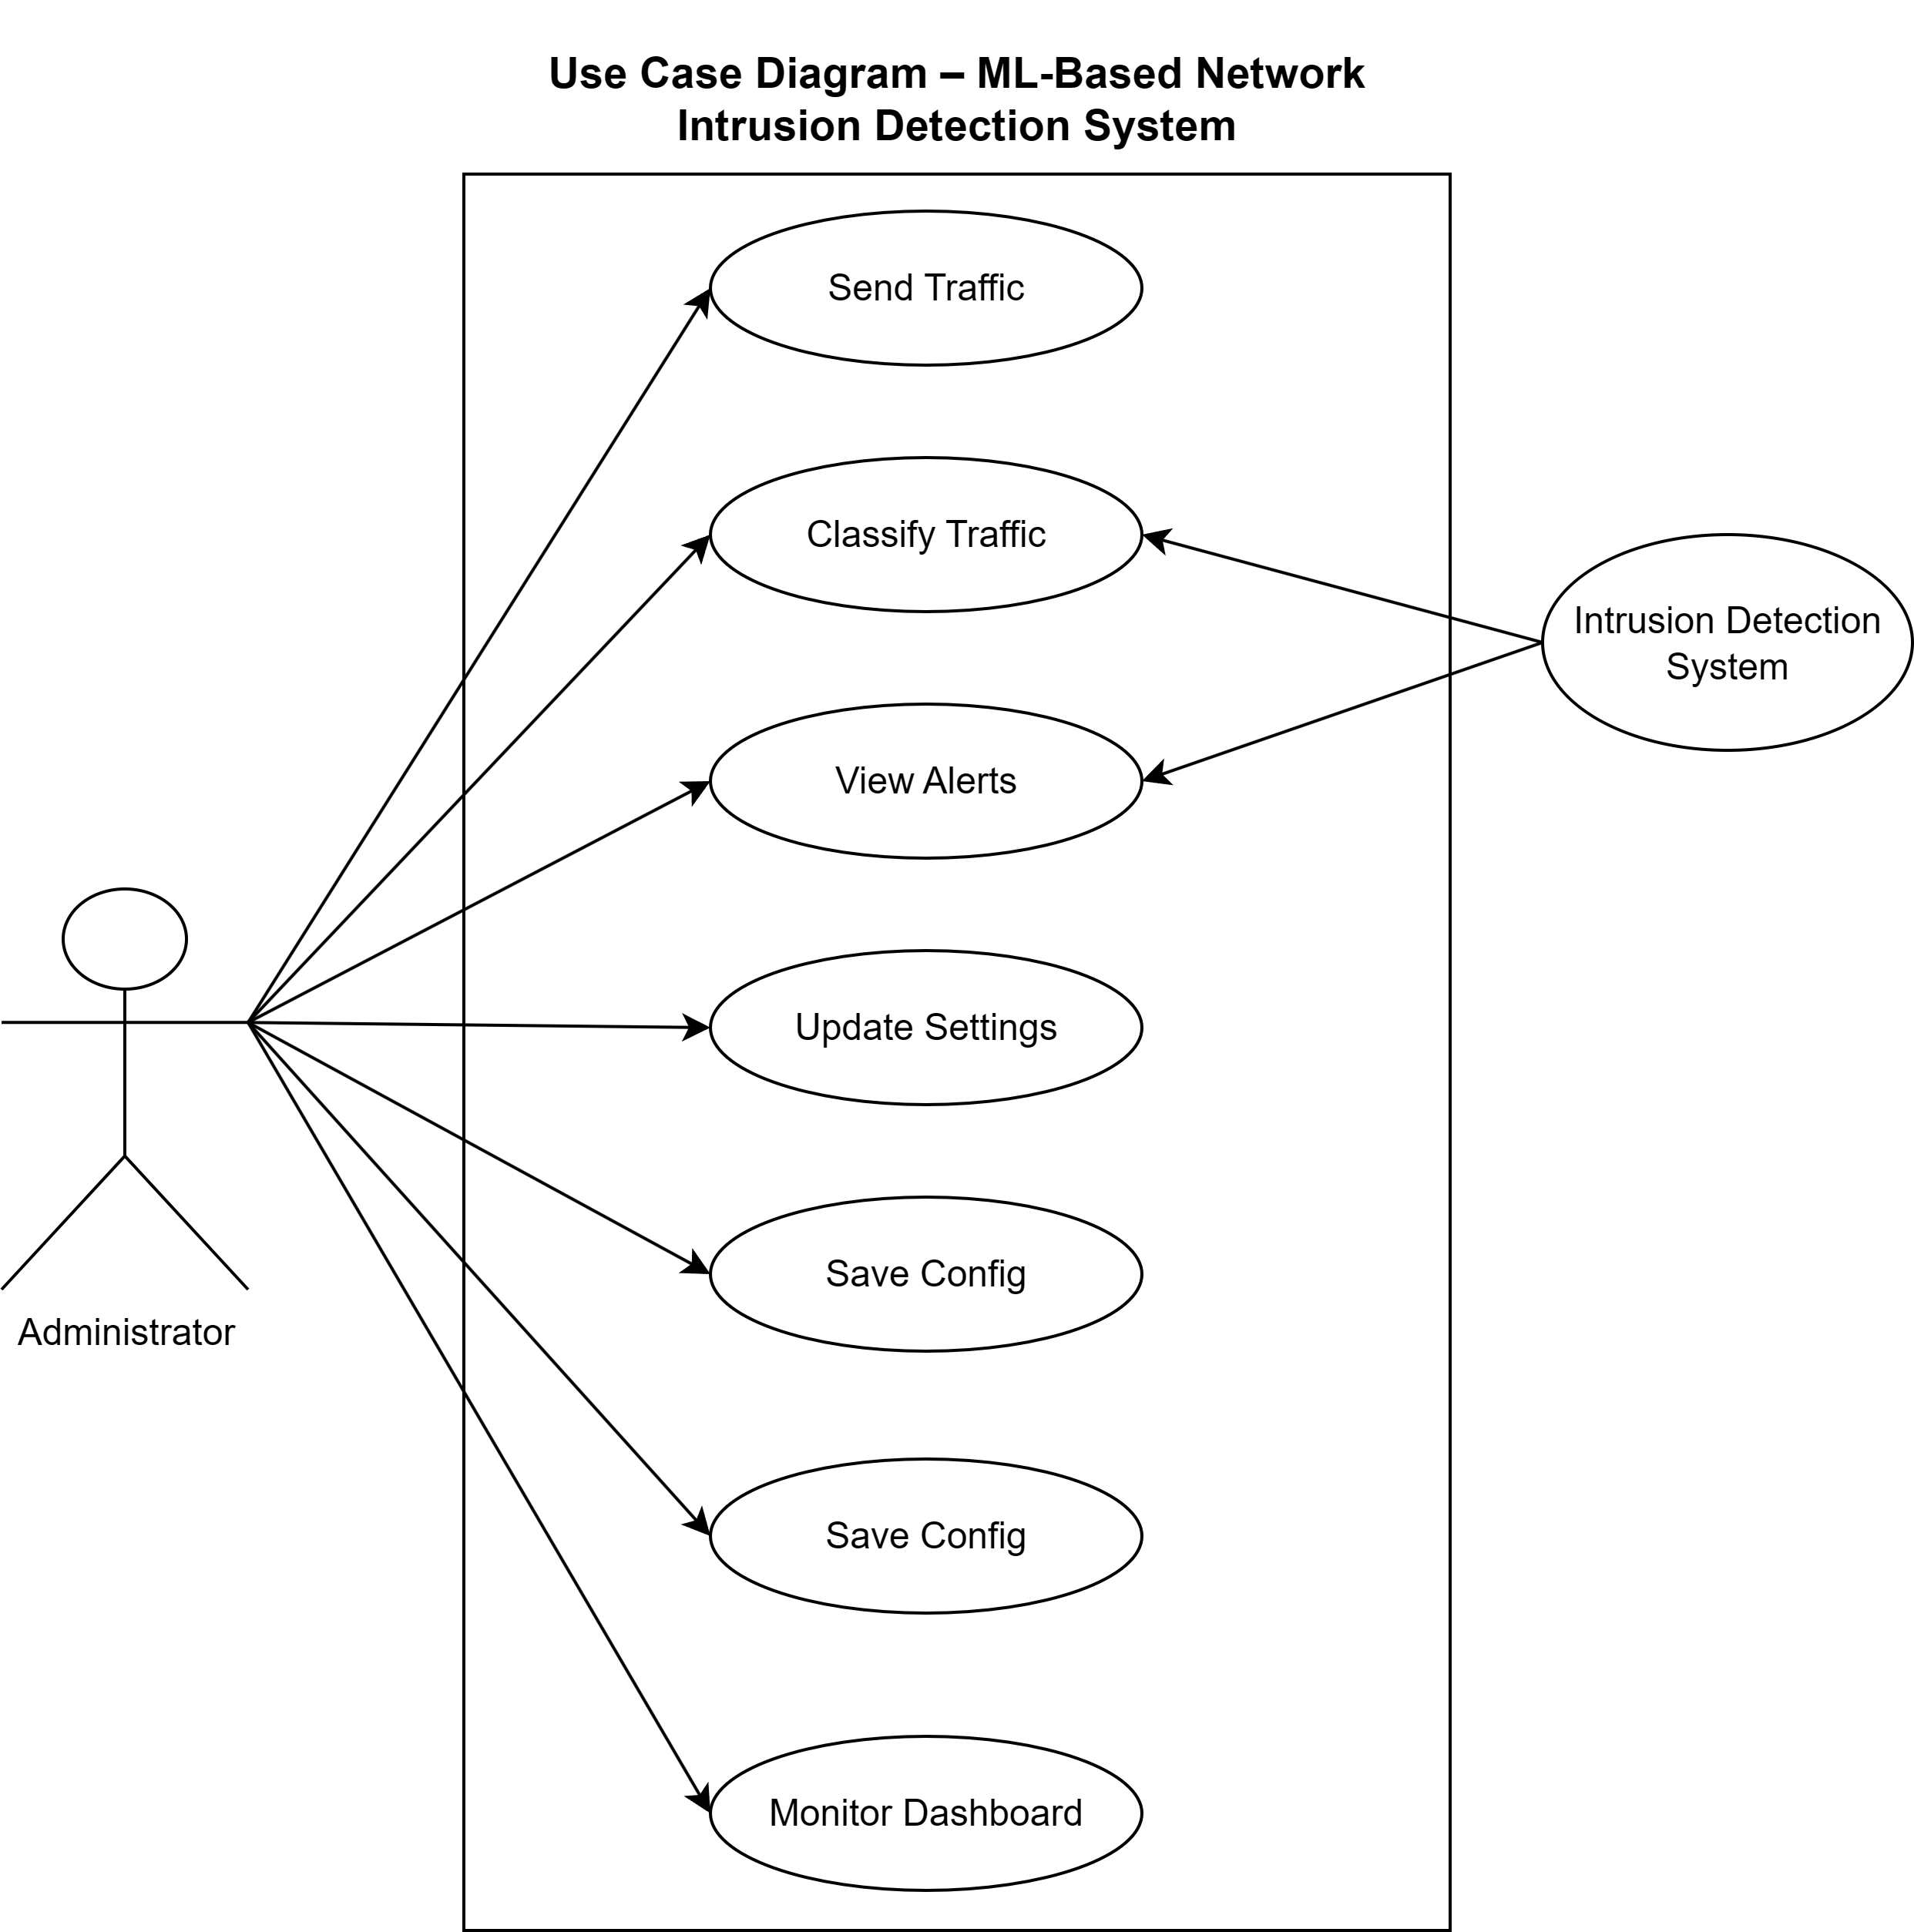 Use Case Diagram – ML-Based Network
Intrusion Detection System
Send Traffic
Classify Traffic
Intrusion Detection
System
View Alerts
Update Settings
Save Config
Administrator
Save Config
Monitor Dashboard